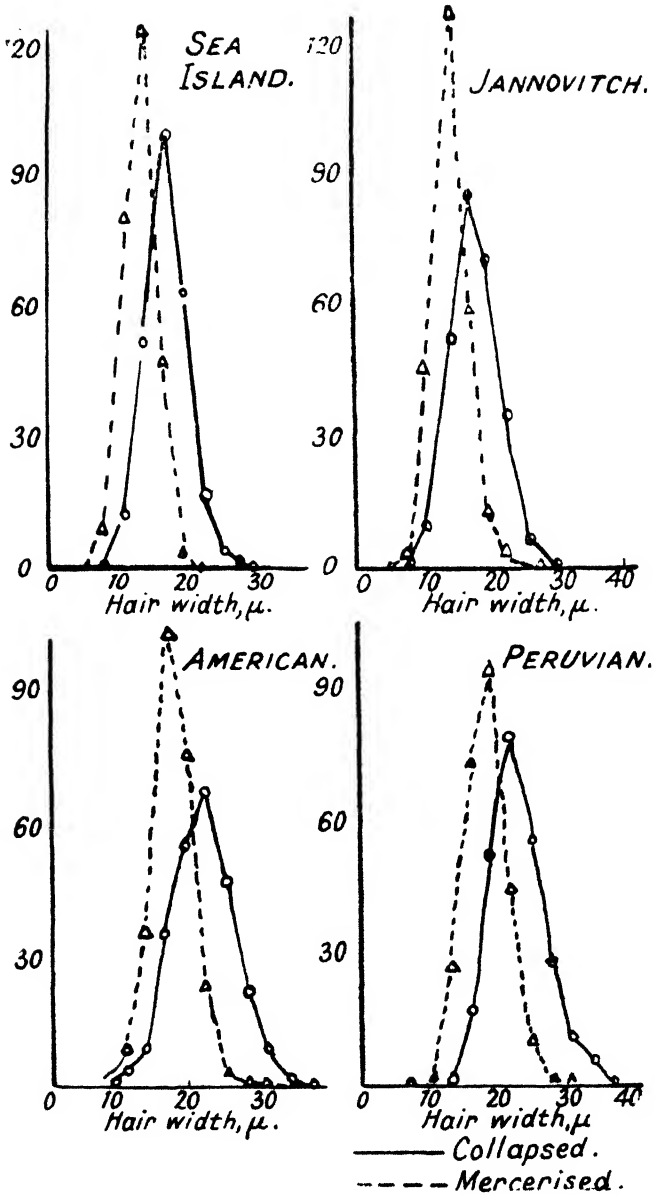 120
SEA
ISLAND.
90
60
30
0
0 10 20 30
Hair width, μ.
120
JANNOVITCH.
90
60
30
0
0 10 20 30 40
Hair width, μ.
AMERICAN.
90
60
30
0 10 20 30
Hair width, μ.
PERUVIAN.
90
60
30
0 10 20 30 40
Hair width, μ
Collapsed.
Mercerised.